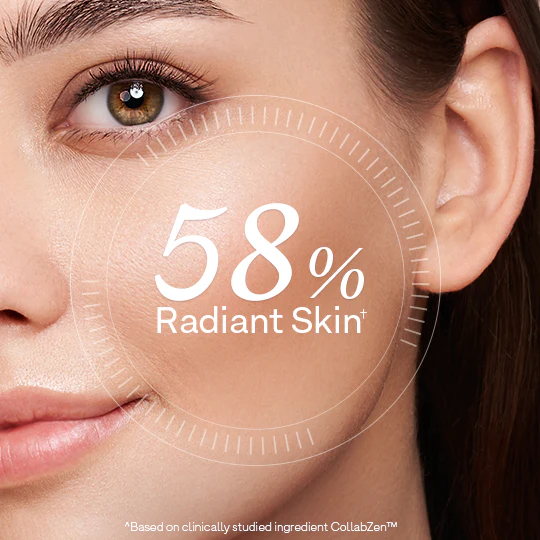 58%
Radiant Skin†
^Based on clinically studied ingredient CollabZen™